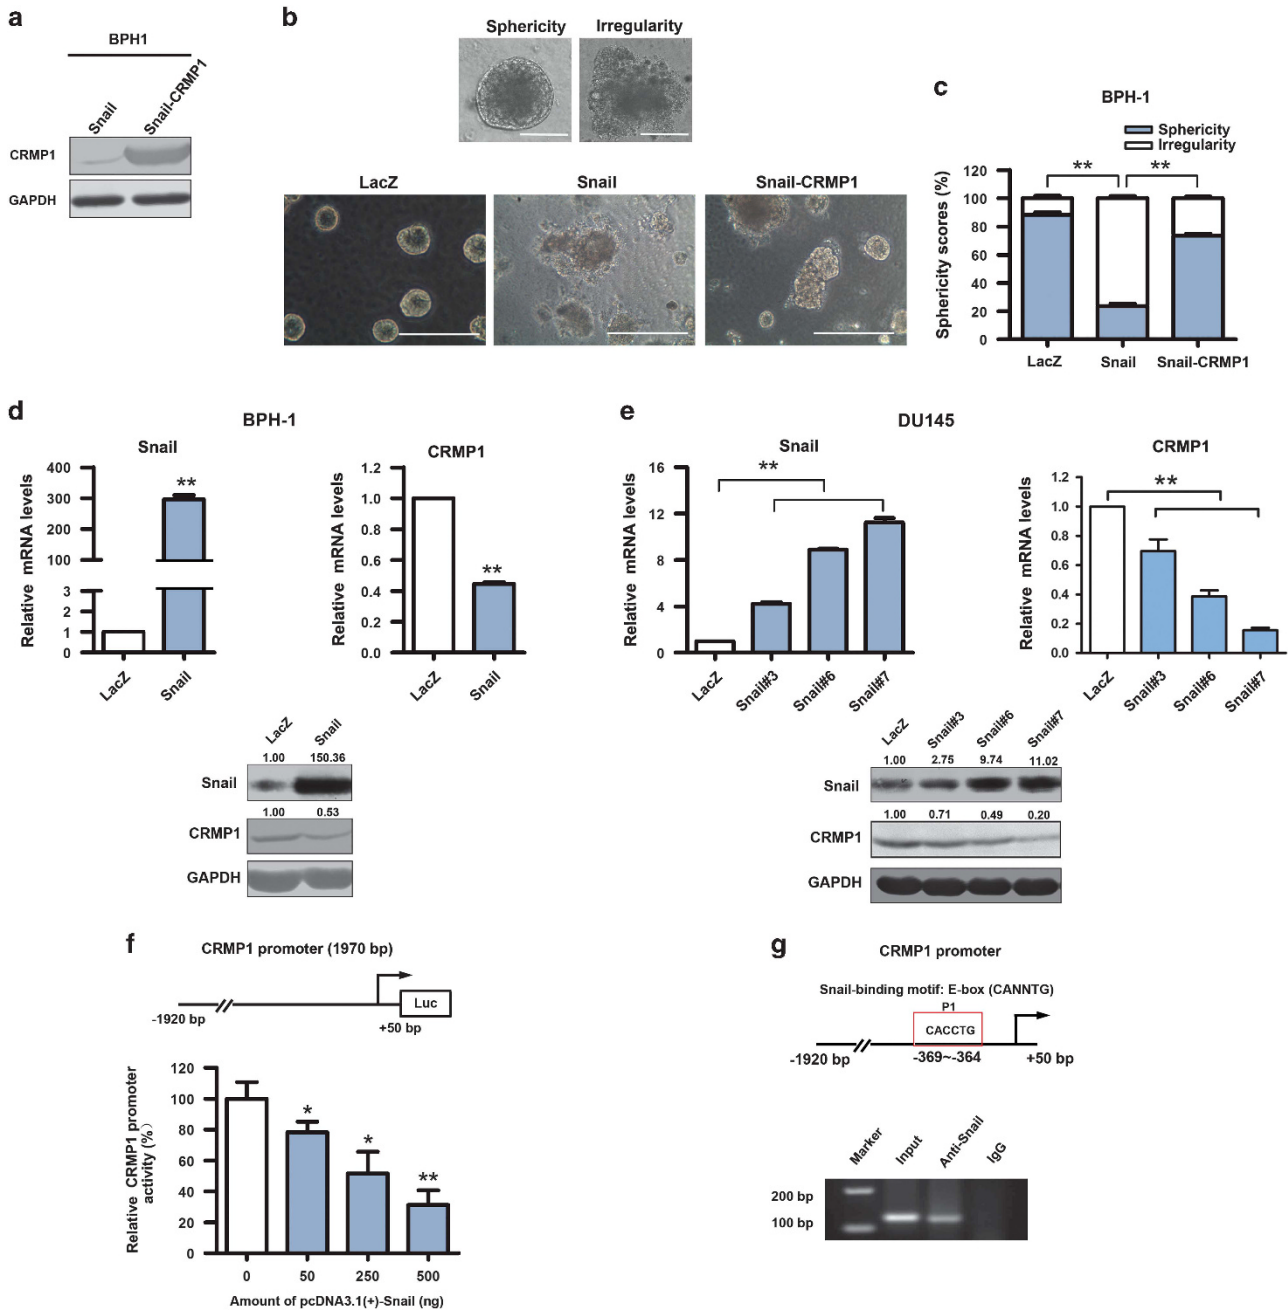 a
BPH1
Snail
Snail-CRMP1
CRMP1
GAPDH
b
Sphericity
Irregularity
LacZ
Snail
Snail-CRMP1
c
BPH-1
Sphericity
Irregularity
Sphericity scores (%)
120
100
80
60
40
20
0
**
**
LacZ
Snail
Snail-CRMP1
d
BPH-1
Snail
Relative mRNA levels
400
300
200
100
3
2
1
0
**
LacZ
Snail
CRMP1
Relative mRNA levels
1.2
1.0
0.8
0.6
0.4
0.2
0.0
**
LacZ
Snail
LacZ
Snail
1.00 150.36
Snail
1.00 0.53
CRMP1
GAPDH
e
DU145
Snail
Relative mRNA levels
16
12
8
4
0
**
LacZ
Snail#3
Snail#6
Snail#7
CRMP1
Relative mRNA levels
1.2
1.0
0.8
0.6
0.4
0.2
0.0
**
LacZ
Snail#3
Snail#6
Snail#7
LacZ
Snail#3
Snail#6
Snail#7
1.00 2.75 9.74 11.02
Snail
1.00 0.71 0.49 0.20
CRMP1
GAPDH
f
CRMP1 promoter (1970 bp)
Luc
-1920 bp
+50 bp
Relative CRMP1 promoter
activity (%)
120
100
80
60
40
20
0
*
*
**
0 50 250 500
Amount of pcDNA3.1(+)-Snail (ng)
g
CRMP1 promoter
Snail-binding motif: E-box (CANNTG)
P1
CACCTG
-1920 bp
-369~-364
+50 bp
Marker
Input
Anti-Snail
IgG
200 bp
100 bp